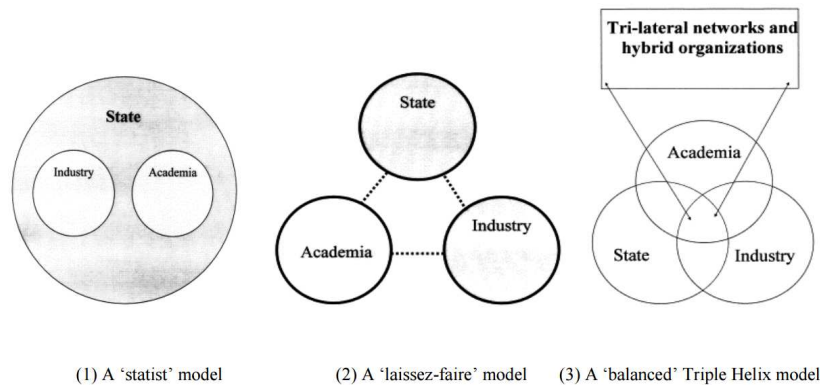 State
Industry
Academia
(1) A ‘statist’ model
State
Academia
Industry
(2) A ‘laissez-faire’ model
Tri-lateral networks and
hybrid organizations
Academia
State
Industry
(3) A ‘balanced’ Triple Helix model